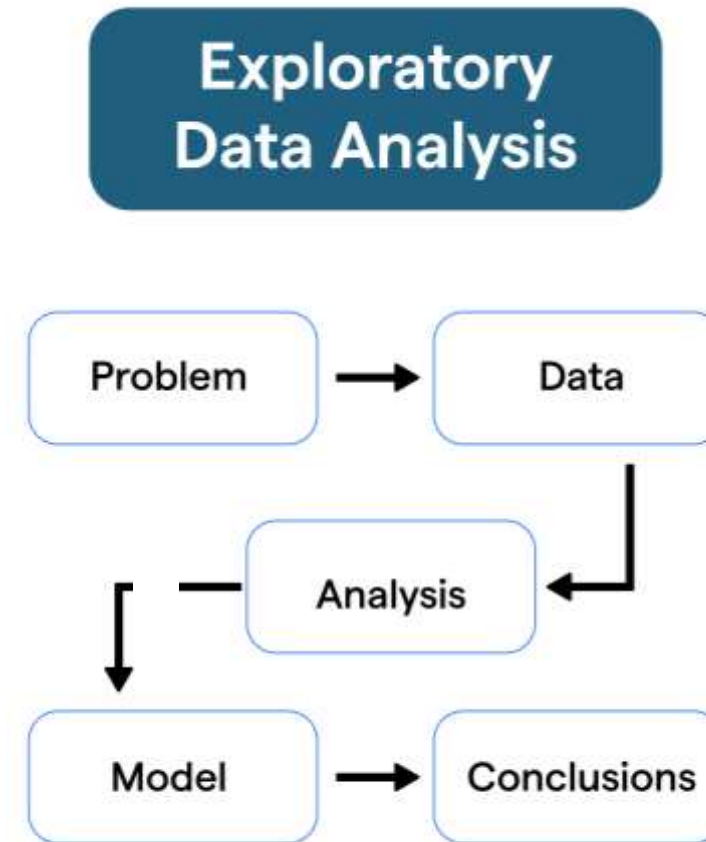 Exploratory
Data Analysis
Problem
Data
Analysis
Model
Conclusions